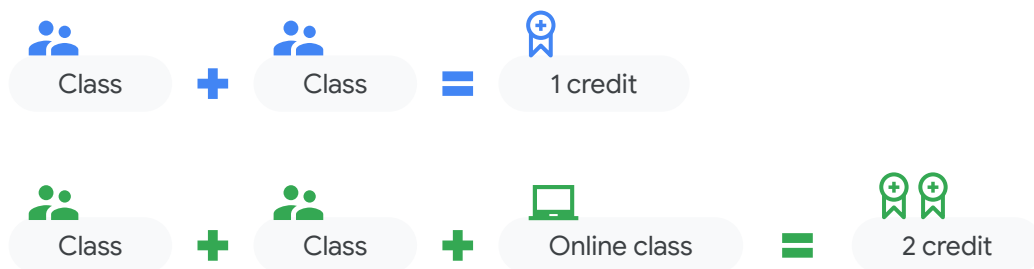 Class + Class = 1 credit
Class + Class + Online class = 2 credit